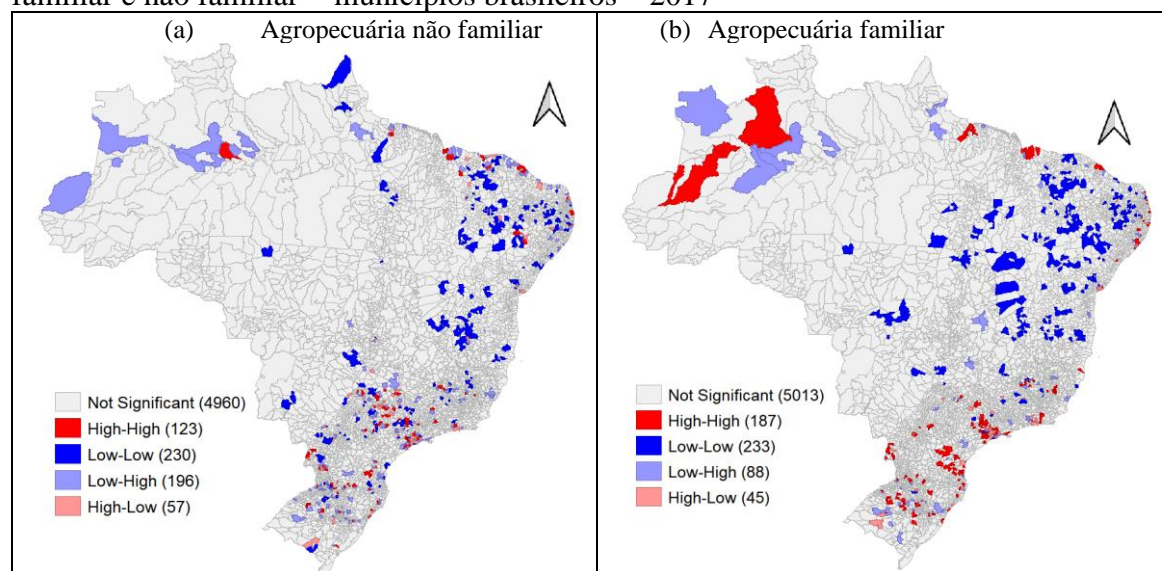 familiar e não familiar – municípios brasileiros – 2017
(a) Agropecuária não familiar
(b) Agropecuária familiar
Not Significant (4960)
High-High (123)
Low-Low (230)
Low-High (196)
High-Low (57)
Not Significant (5013)
High-High (187)
Low-Low (233)
Low-High (88)
High-Low (45)